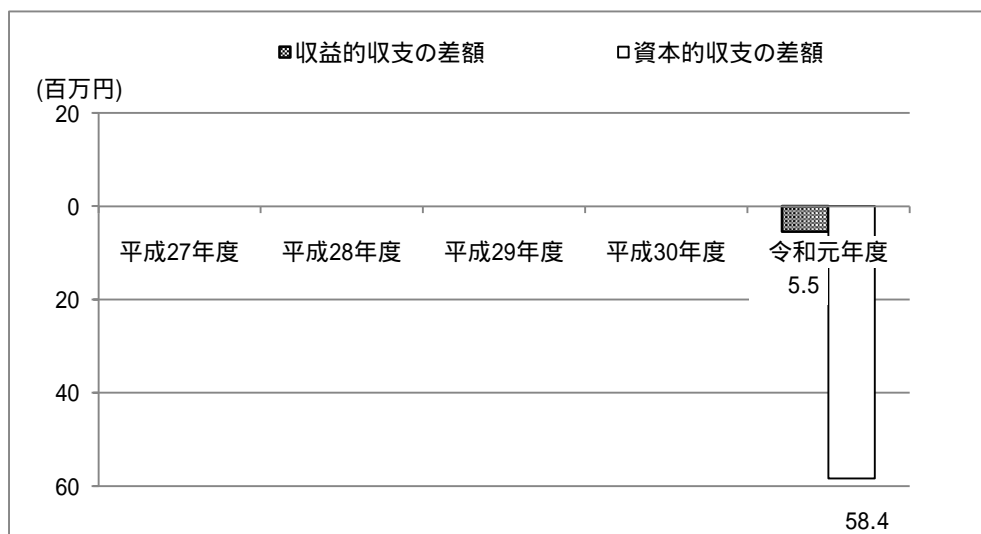 収益的収支の差額 資本的収支の差額
(百万円)
20
0
平成27年度 平成28年度 平成29年度 平成30年度 令和元年度
5.5
20
40
60
58.4